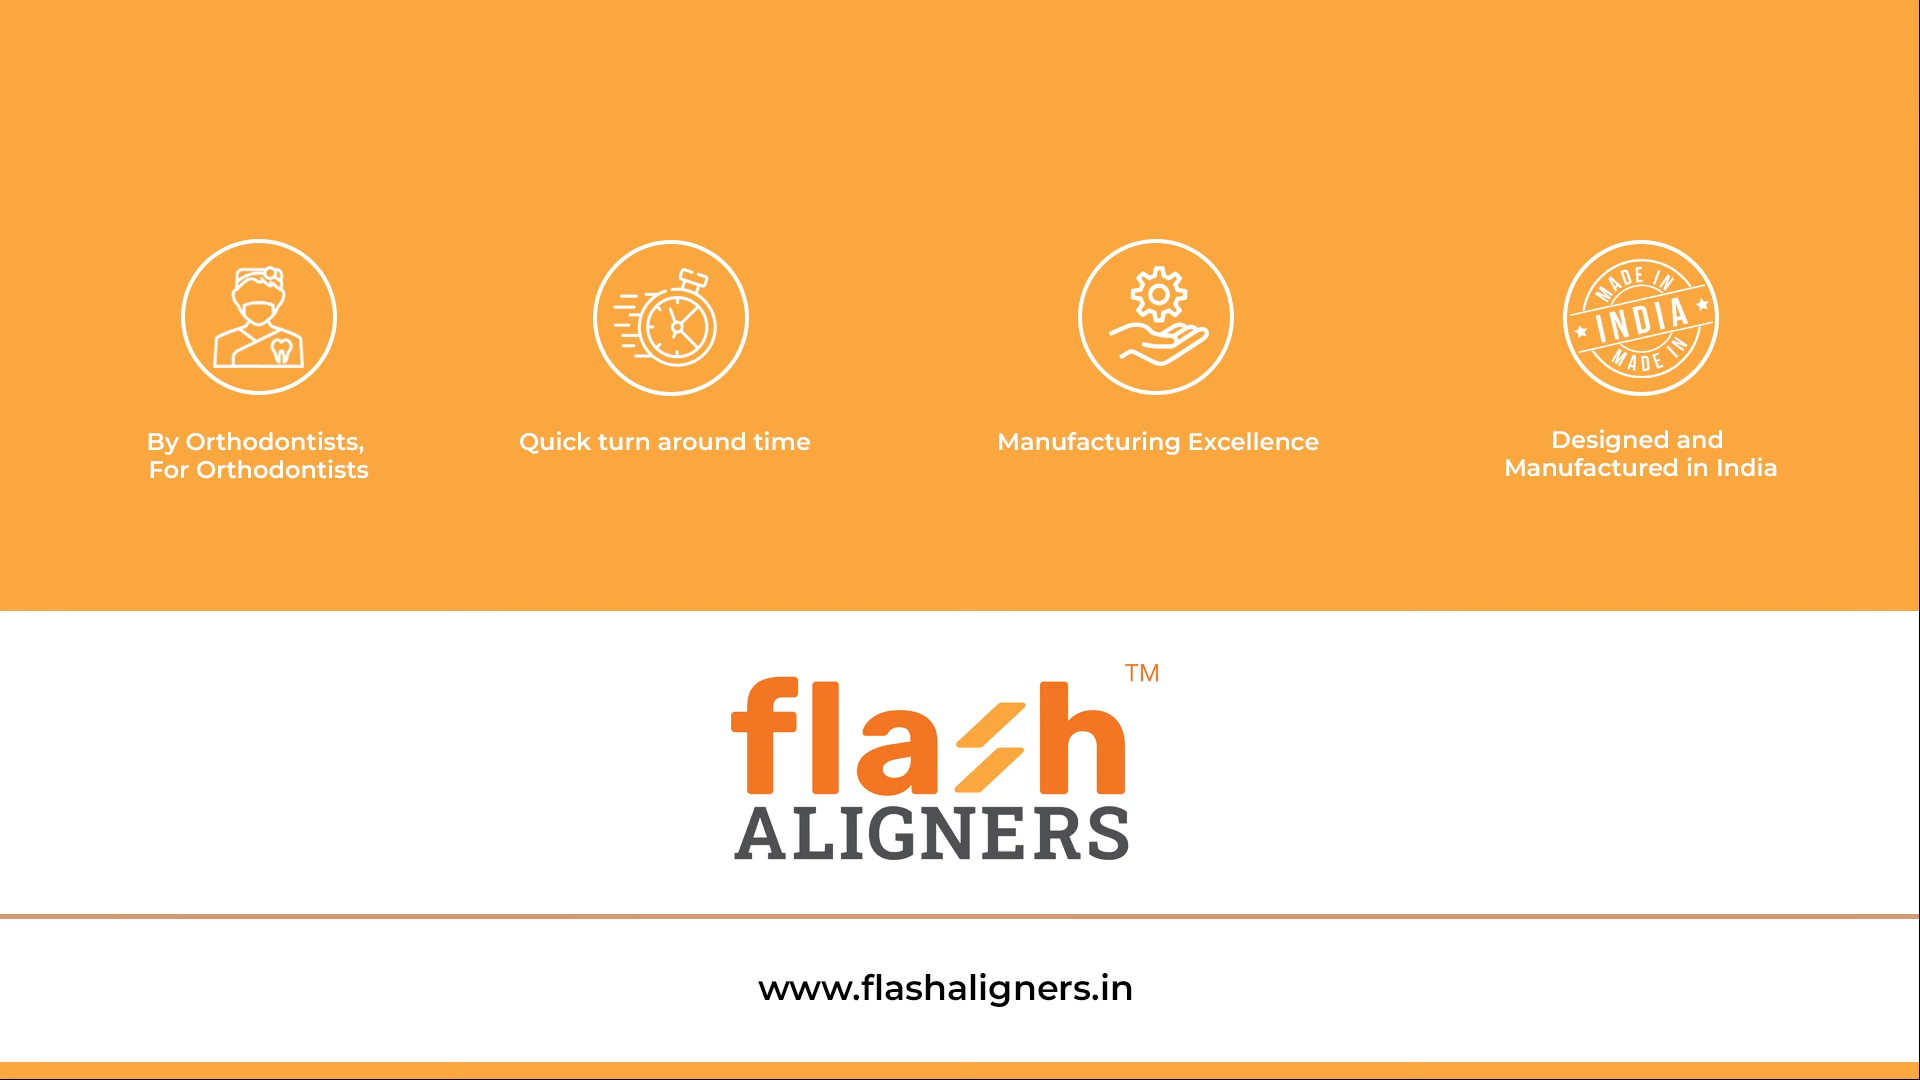 MADE IN
INDIA
MADE IN
By Orthodontists,
For Orthodontists
Quick turn around time
Manufacturing Excellence
Designed and
Manufactured in India
flash
TM
ALIGNERS
www.flashaligners.in